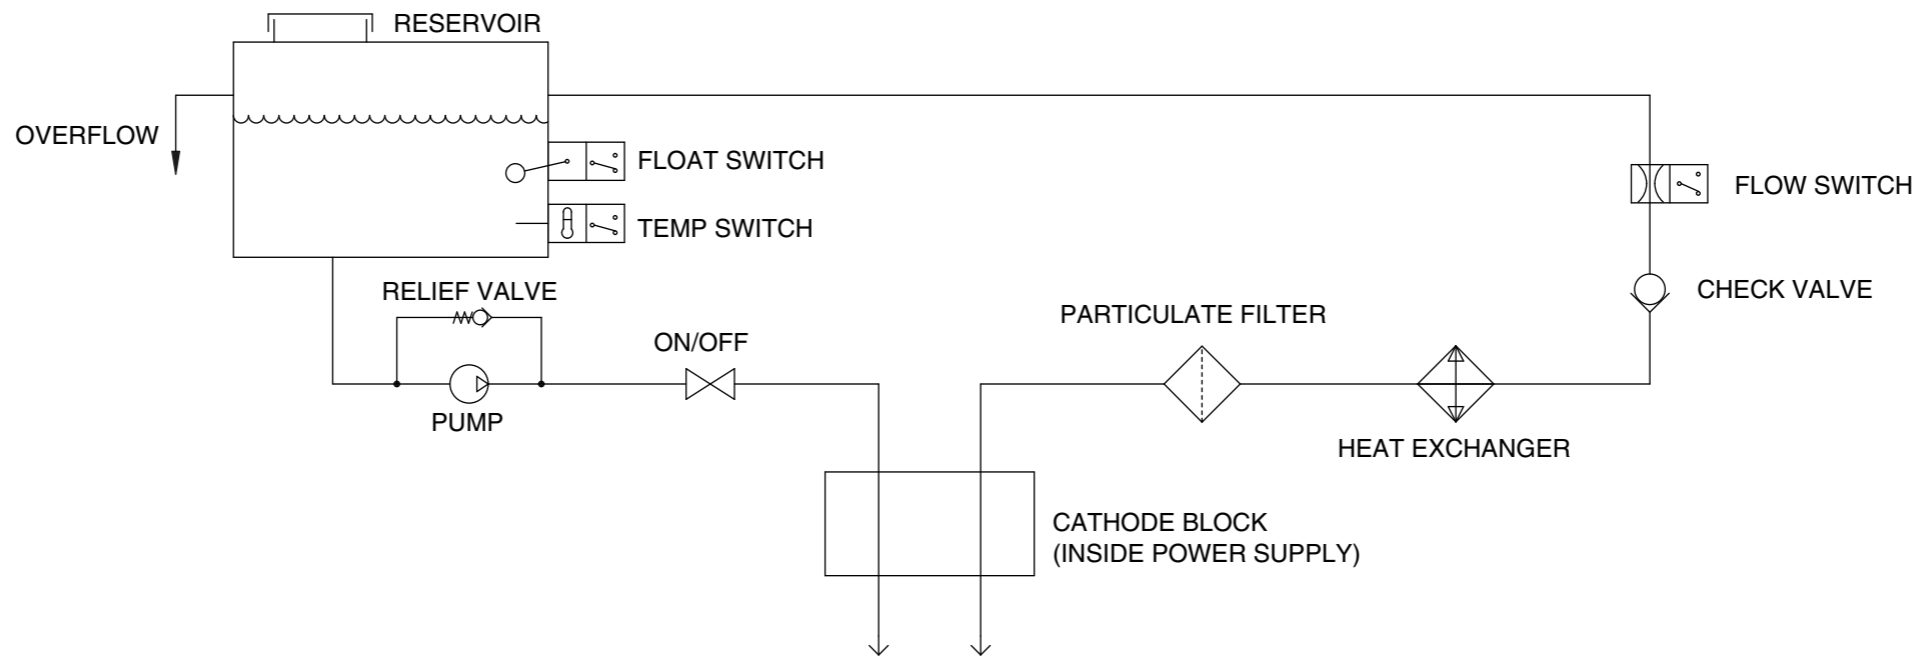 RESERVOIR
OVERFLOW
FLOAT SWITCH
FLOW SWITCH
TEMP SWITCH
RELIEF VALVE
CHECK VALVE
PARTICULATE FILTER
ON/OFF
PUMP
HEAT EXCHANGER
CATHODE BLOCK
(INSIDE POWER SUPPLY)